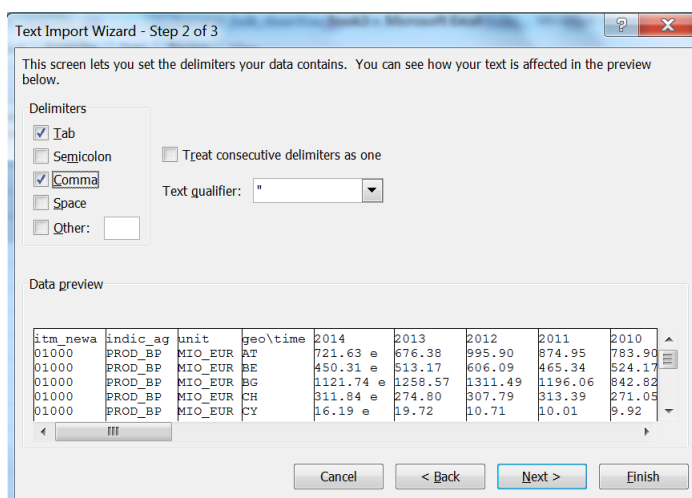 Text Import Wizard - Step 2 of 3
This screen lets you set the delimiters your data contains.  You can see how your text is affected in the preview
below.
Delimiters
Tab
Semicolon
Comma
Space
Other:
Treat consecutive delimiters as one
Text qualifier: "
Data preview
itm_newa indic_ag unit geo\time 2014 2013 2012 2011 2010
01000 PROD_BP MIO_EUR AT 721.63 e 676.38 995.90 874.95 783.90
01000 PROD_BP MIO_EUR BE 450.31 e 513.17 606.09 465.34 524.17
01000 PROD_BP MIO_EUR BG 1121.74 e 1258.57 1311.49 1196.06 842.82
01000 PROD_BP MIO_EUR CH 311.84 e 274.80 307.79 313.39 271.05
01000 PROD_BP MIO_EUR CY 16.19 e 19.72 10.71 10.01 9.92
Cancel < Back Next > Finish